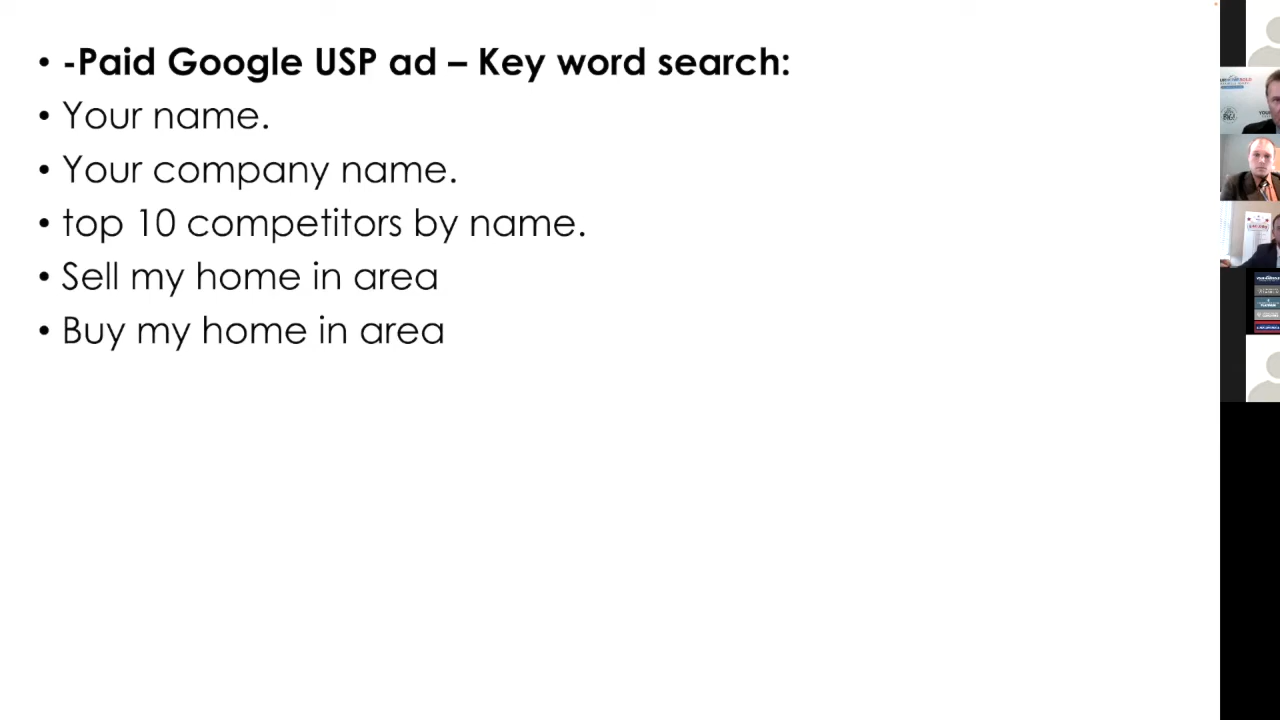 • -Paid Google USP ad – Key word search:
• Your name.
• Your company name.
• top 10 competitors by name.
• Sell my home in area
• Buy my home in area